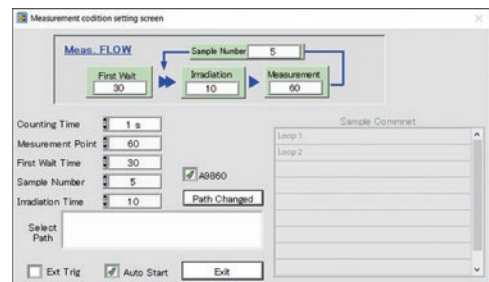 Measurement codition setting screen
Meas. FLOW
Sample Number 5
First Wait
30
Irradiation
10
Measurement
60
Counting Time 1 s
Mesurement Point 60
First Wait Time 30
Sample Number 5
Irradiation Time 10
A9860
Path Changed
Select
Path
Ext Trig
Auto Start
Exit
Sample Commnet
Loop 1
Loop 2